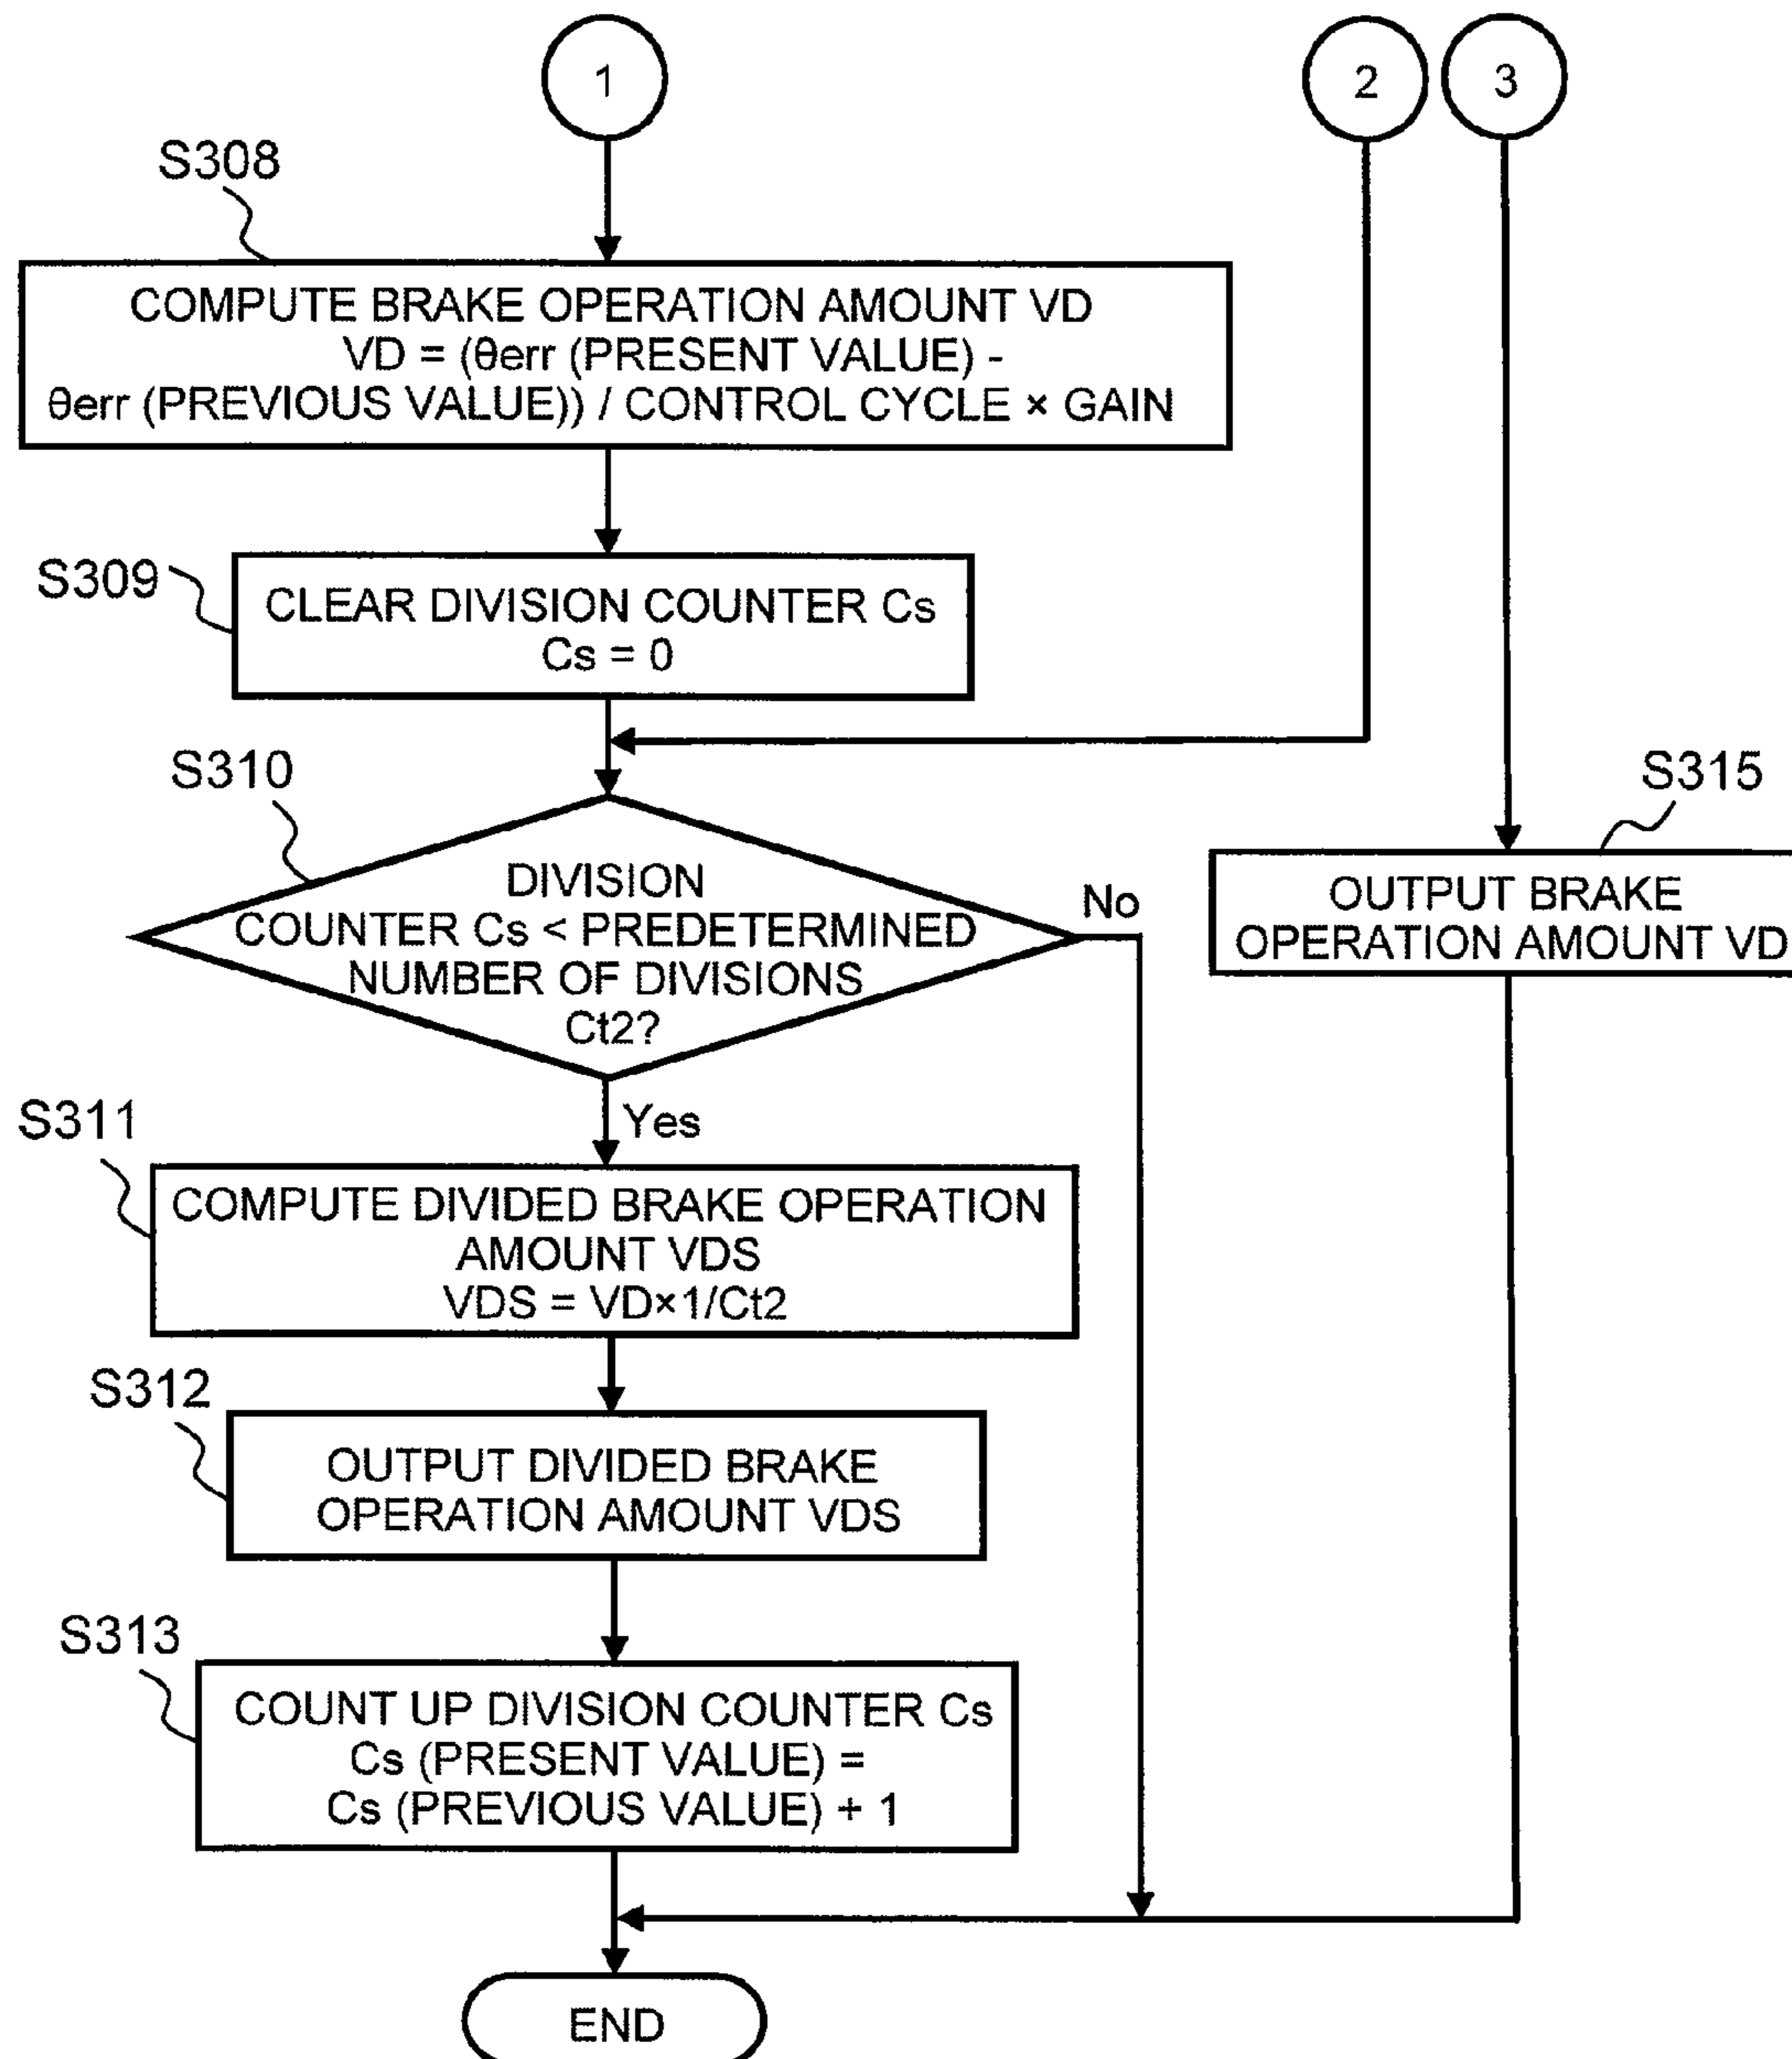 1
2
3
S308
COMPUTE BRAKE OPERATION AMOUNT VD
VD = (θerr (PRESENT VALUE) -
θerr (PREVIOUS VALUE)) / CONTROL CYCLE × GAIN
S309
CLEAR DIVISION COUNTER Cs
Cs = 0
S310
DIVISION
COUNTER Cs < PREDETERMINED
NUMBER OF DIVISIONS
Ct2?
No
Yes
S315
OUTPUT BRAKE
OPERATION AMOUNT VD
S311
COMPUTE DIVIDED BRAKE OPERATION
AMOUNT VDS
VDS = VD×1/Ct2
S312
OUTPUT DIVIDED BRAKE
OPERATION AMOUNT VDS
S313
COUNT UP DIVISION COUNTER Cs
Cs (PRESENT VALUE) =
Cs (PREVIOUS VALUE) + 1
END